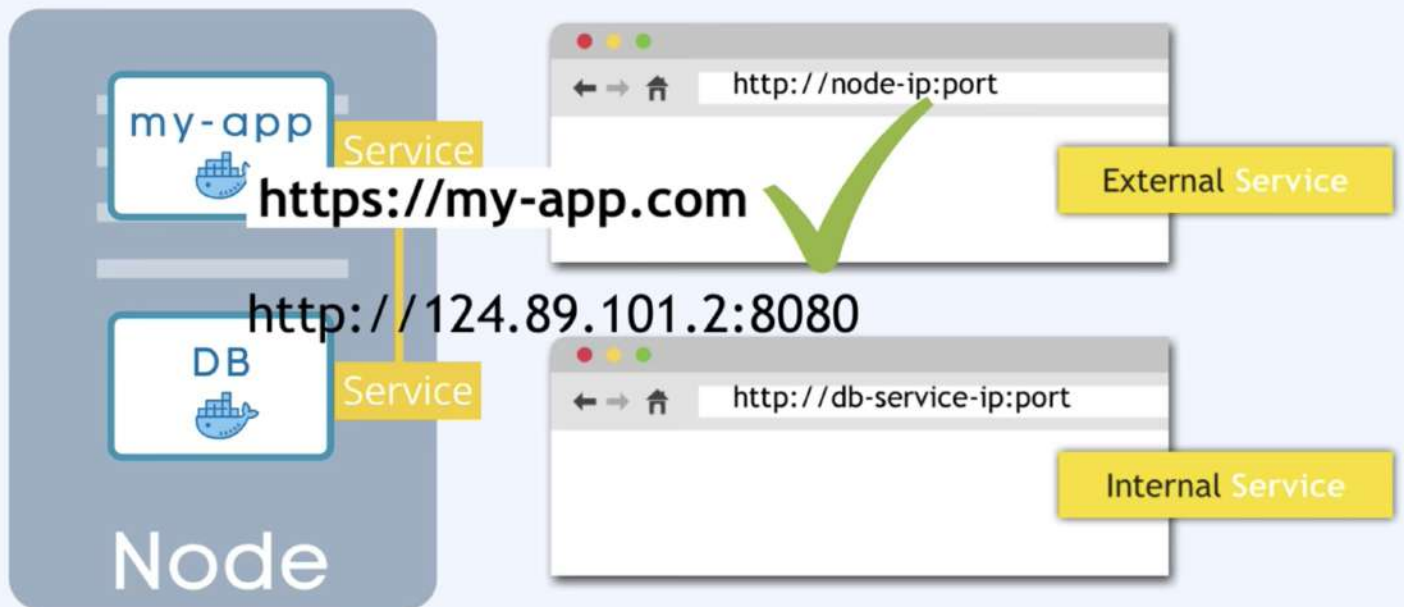 my-app
Service
DB
Service
Node
https://my-app.com
http://124.89.101.2:8080
http://node-ip:port
External Service
http://db-service-ip:port
Internal Service